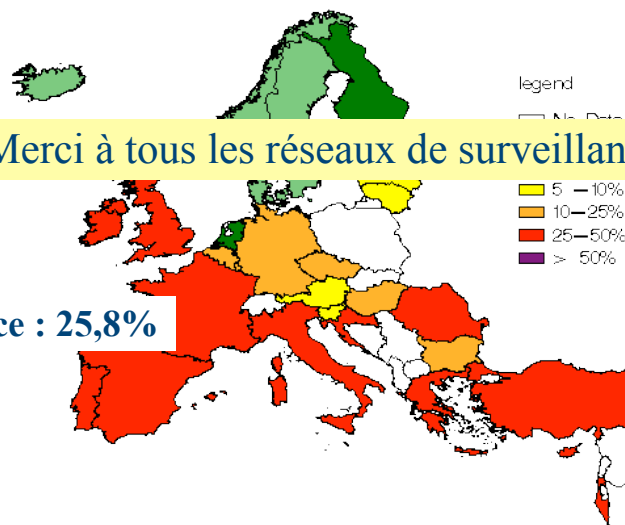 legend
Merci à tous les réseaux de surveillan
5 – 10%
10–25%
25–50%
> 50%
ce : 25,8%